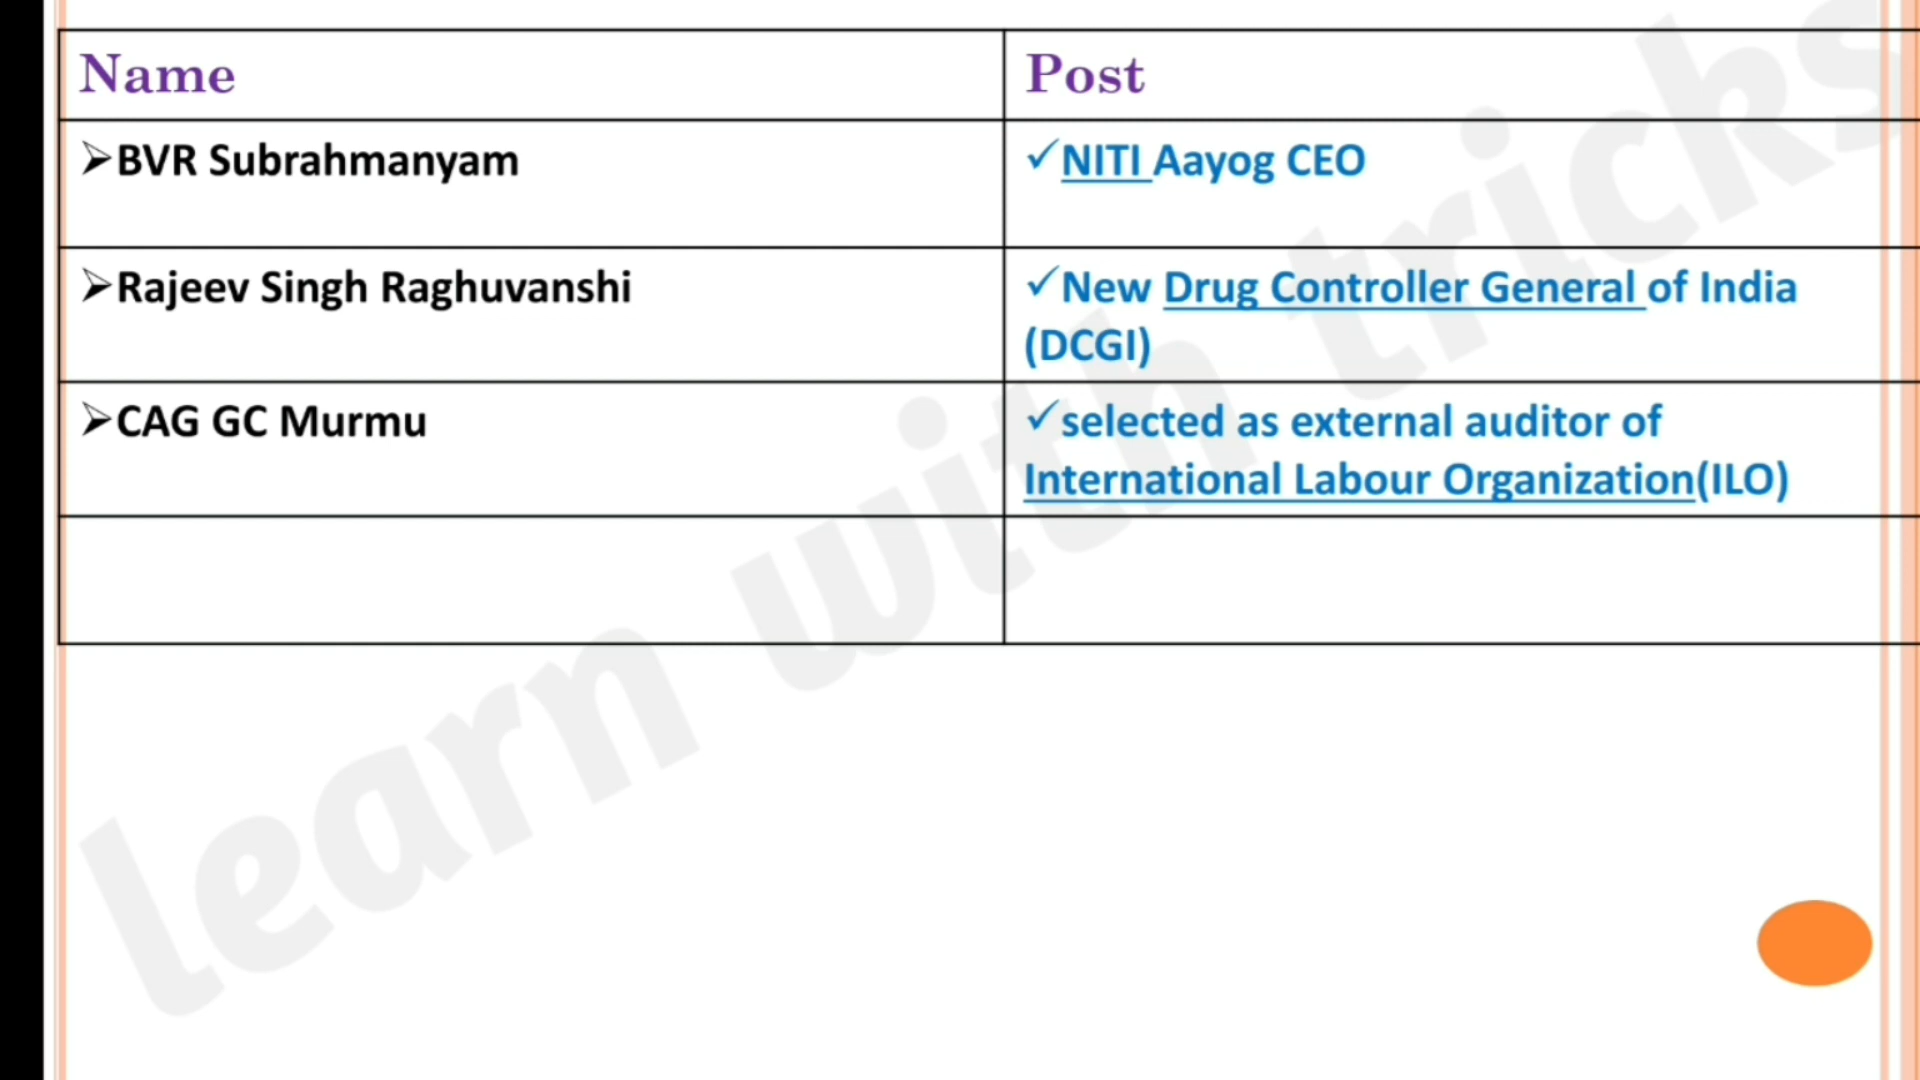 Name
Post
➢BVR Subrahmanyam
✓NITI Aayog CEO
➢Rajeev Singh Raghuvanshi
✓New Drug Controller General of India
(DCGI)
➢CAG GC Murmu
✓selected as external auditor of
International Labour Organization(ILO)
learn with tricks